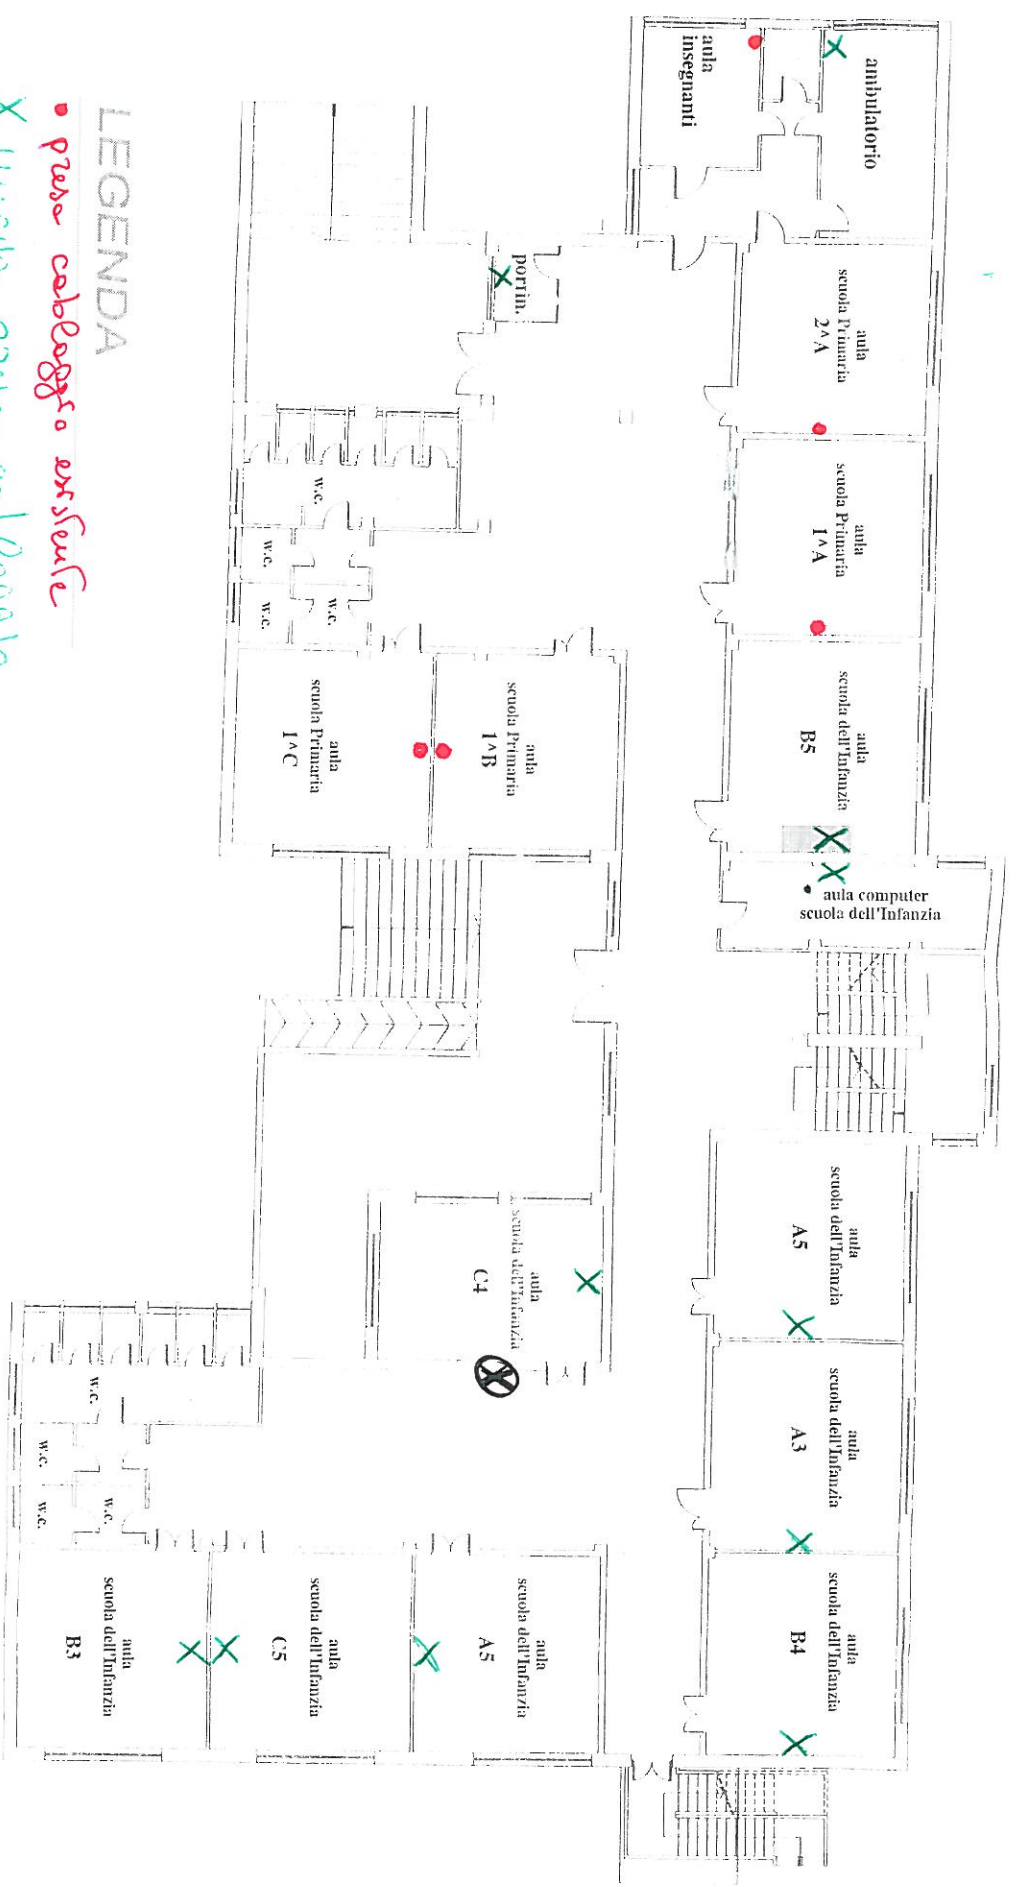 LEGENDA
• presa cablaggio esistente
ambulatorio
aula
insegnanti
portin.
aula
scuola Primaria
2^A
aula
scuola Primaria
1^A
aula
scuola dell'Infanzia
B5
aula computer
scuola dell'Infanzia
w.c.
w.c.
w.c.
w.c.
aula
scuola Primaria
1^B
aula
scuola Primaria
1^C
aula
scuola dell'Infanzia
A5
aula
scuola dell'Infanzia
A3
aula
scuola dell'Infanzia
B4
aula
scuola dell'Infanzia
C4
w.c.
w.c.
w.c.
w.c.
aula
scuola dell'Infanzia
A5
aula
scuola dell'Infanzia
C5
aula
scuola dell'Infanzia
B3